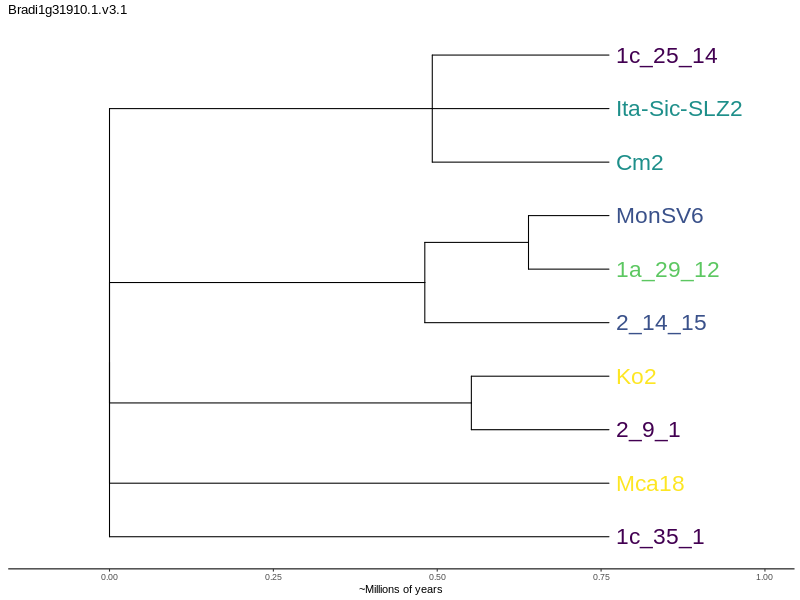 Bradi1g31910.1.v3.1
1c_25_14
Ita-Sic-SLZ2
Cm2
MonSV6
1a_29_12
2_14_15
Ko2
2_9_1
Mca18
1c_35_1
0.00 0.25 0.50 0.75 1.00
~Millions of years